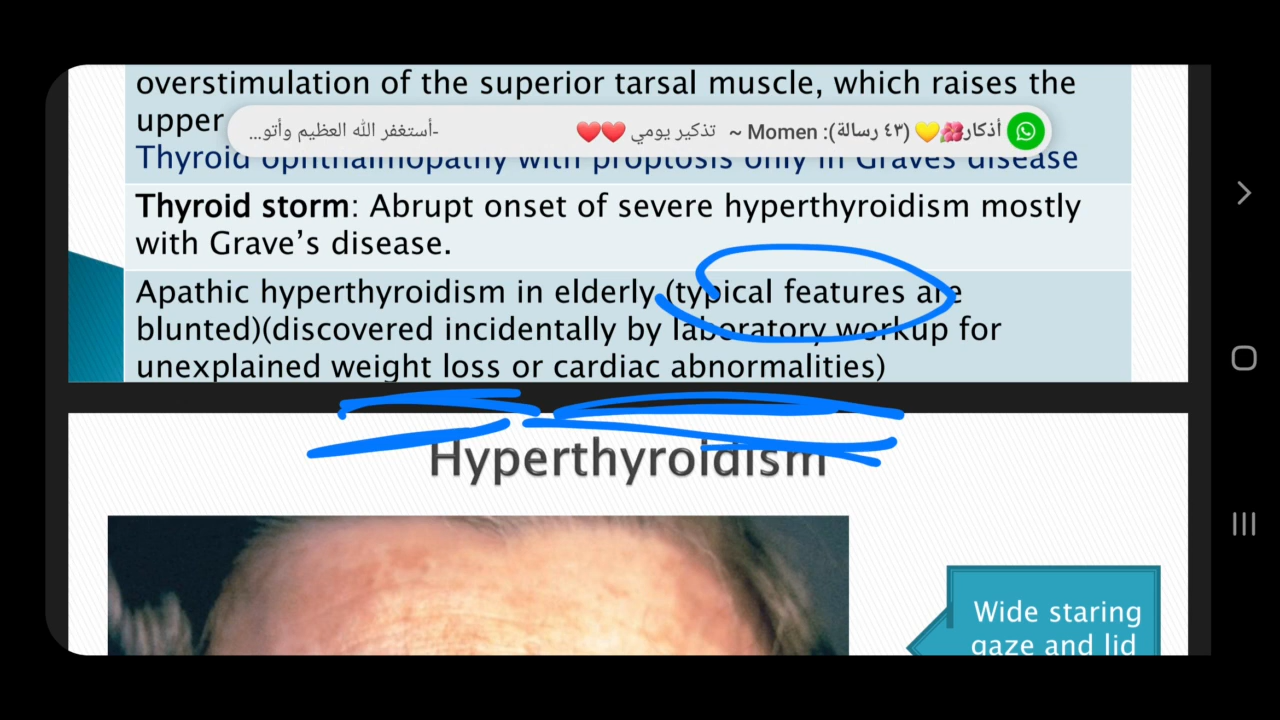 overstimulation of the superior tarsal muscle, which raises the
upper
أذكار🌺💛 (٤٣ رسالة): Momen ~ تذكير يومي ❤️❤️ -أستغفر الله العظيم وأتو...
Thyroid ophthalmopathy with proptosis only in Graves disease
Thyroid storm: Abrupt onset of severe hyperthyroidism mostly
with Grave’s disease.
Apathic hyperthyroidism in elderly (typical features are
blunted)(discovered incidentally by laboratory workup for
unexplained weight loss or cardiac abnormalities)
Hyperthyroidism
Wide staring
gaze and lid